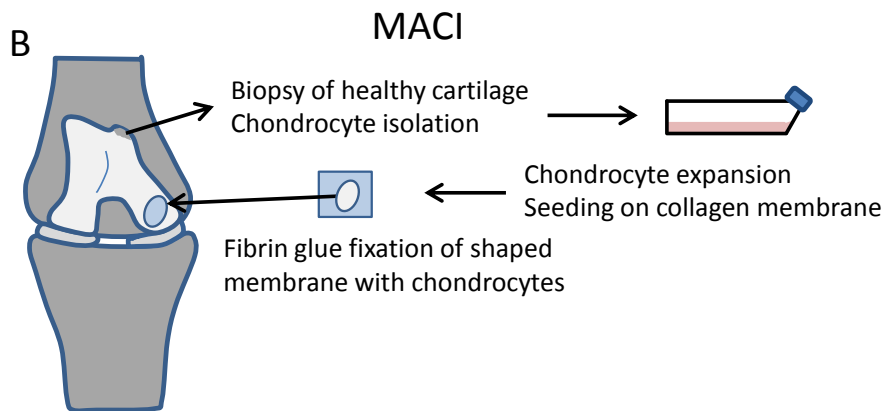 MACI
B
Biopsy of healthy cartilage
Chondrocyte isolation
Chondrocyte expansion
Seeding on collagen membrane
Fibrin glue fixation of shaped
membrane with chondrocytes